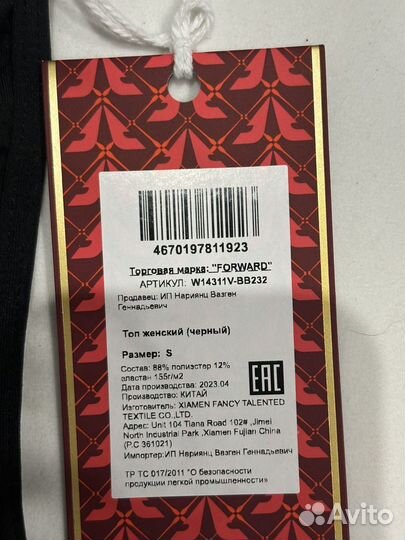 4670197811923
Торговая марка: "FORWARD"
АРТИКУЛ: W14311V-BB232
Продавец: ИП Нариянц Вазген
Геннадьевич
Топ женский (черный)
Размер: S
Состав: 88% полиэстер 12%
эластан 155г/м2
Дата производства: 2023.04
Производство: КИТАЙ
Изготовитель: XIAMEN FANCY TALENTED
TEXTILE CO.,LTD.
Адрес: Unit 104 Tiana Road 102# ,Jimei
North Industrial Park ,Xiamen Fujian China
(P.C 361021)
Импортер:ИП Нариянц Вазген Геннадьевич
ТР ТС 017/2011 "О безопасности
продукции легкой промышленности»
EAC
Avito